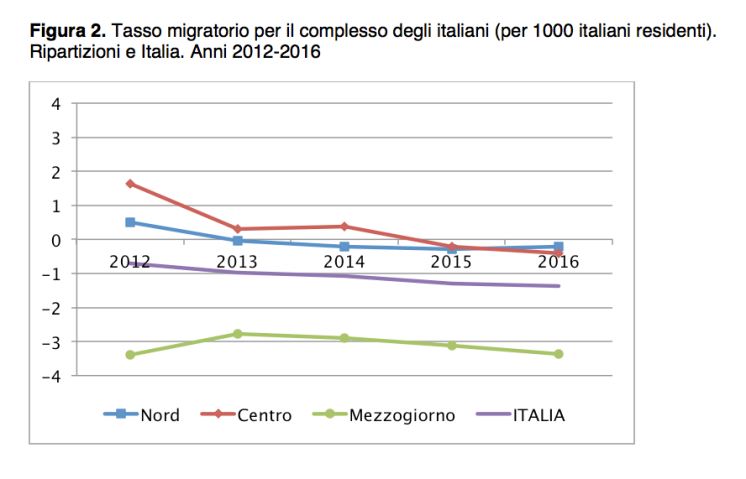 Figura 2. Tasso migratorio per il complesso degli italiani (per 1000 italiani residenti).
Ripartizioni e Italia. Anni 2012-2016
4
3
2
1
0
2012 2013 2014 2015 2016
−1
−2
−3
−4
Nord Centro Mezzogiorno ITALIA